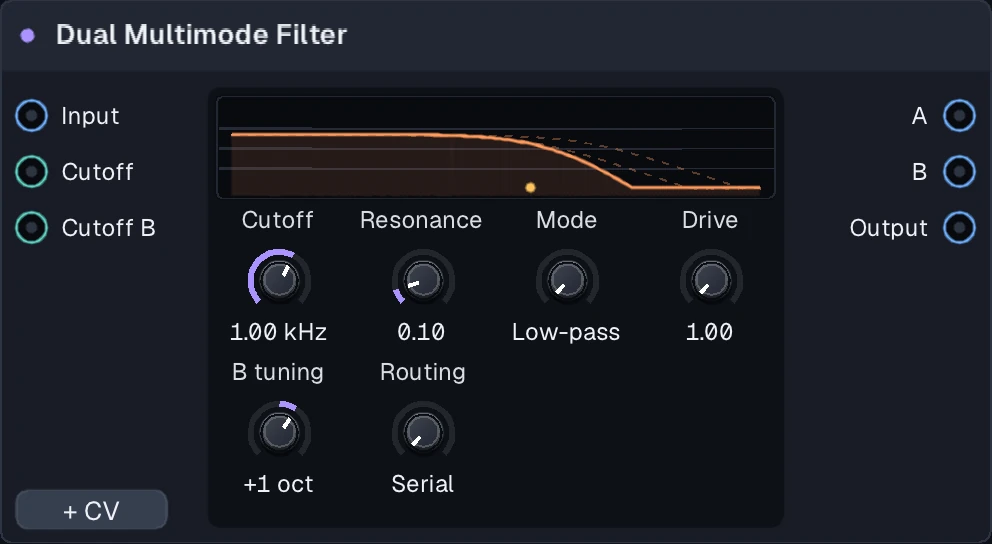 Dual Multimode Filter
Input
Cutoff
Cutoff B
A
B
Output
Cutoff Resonance Mode Drive
1.00 kHz 0.10 Low-pass 1.00
B tuning Routing
+1 oct Serial
+ CV